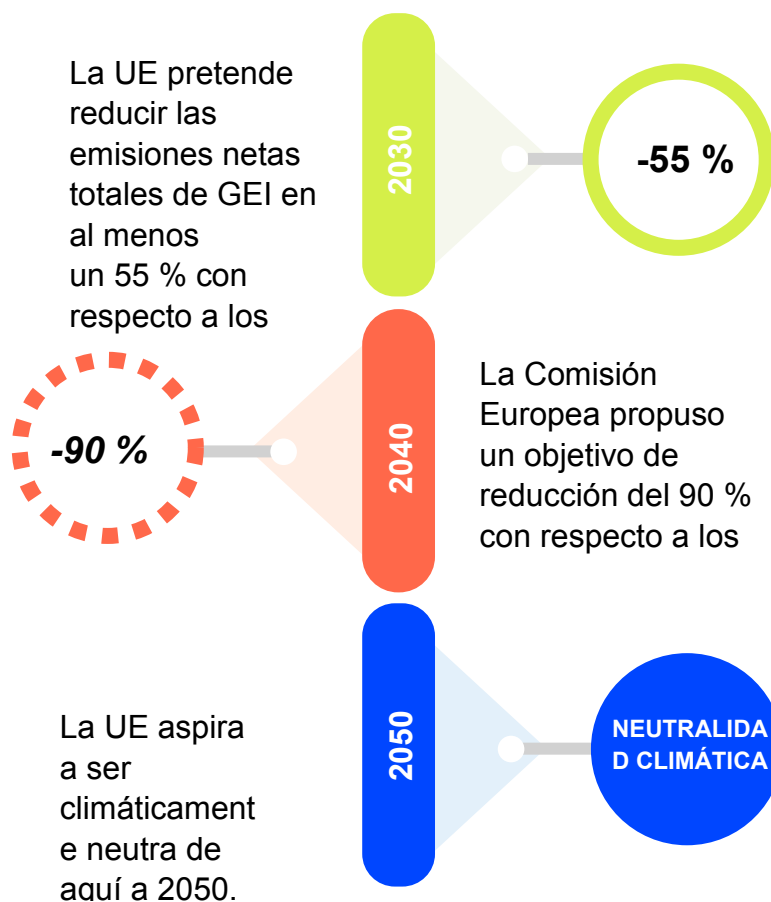 La UE pretende
reducir las
emisiones netas
totales de GEI en
al menos
un 55 % con
respecto a los
2030
-55 %
-90 %
2040
La Comisión
Europea propuso
un objetivo de
reducción del 90 %
con respecto a los
La UE aspira
a ser
climáticament
e neutra de
aquí a 2050.
2050
NEUTRALIDA
D CLIMÁTICA